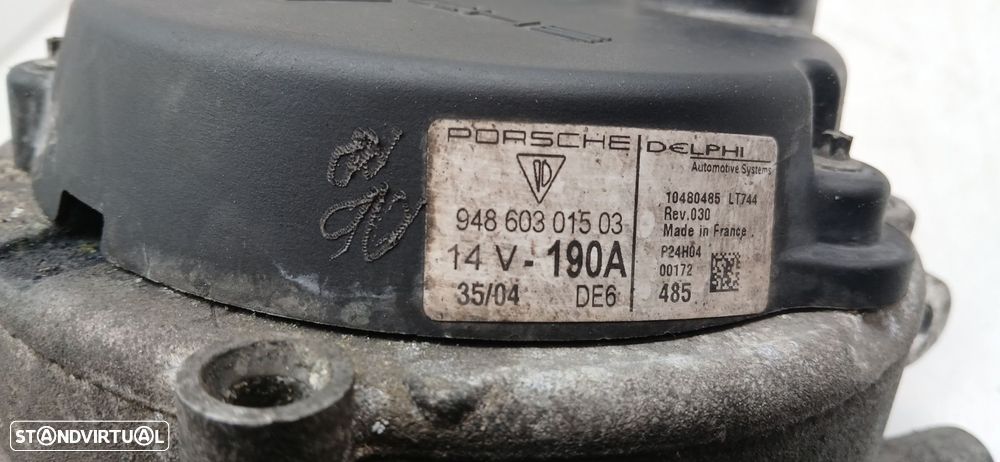 PORSCHE
948 603 015 03
14 V - 190A
35/04 DE6
DELPHI
Automotive Systems
10480485 LT744
Rev.030
Made in France
P24H04
00172
485
STANDVIRTUAL